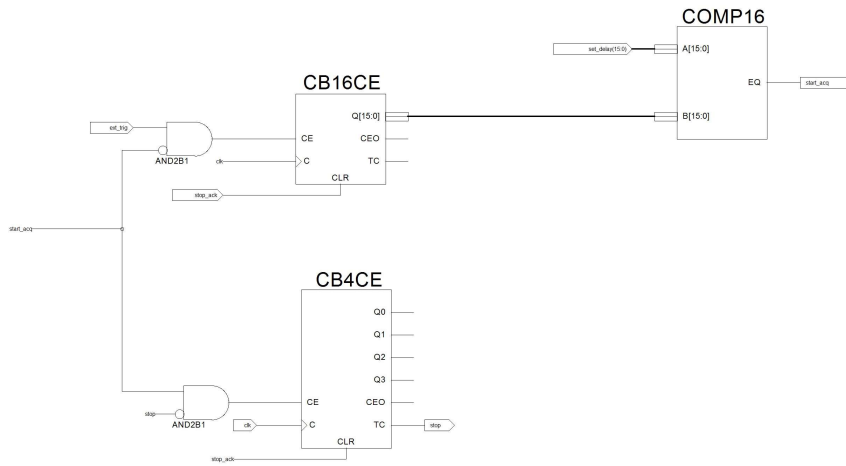 COMP16
set_delay(15:0)
A[15:0]
EQ
start_acq
B[15:0]
CB16CE
Q[15:0]
ext_trig
CE
CEO
AND2B1
clk
C
TC
CLR
stop_ack
start_acq
CB4CE
Q0
Q1
Q2
Q3
CE
CEO
stop
AND2B1
clk
C
TC
stop
CLR
stop_ack